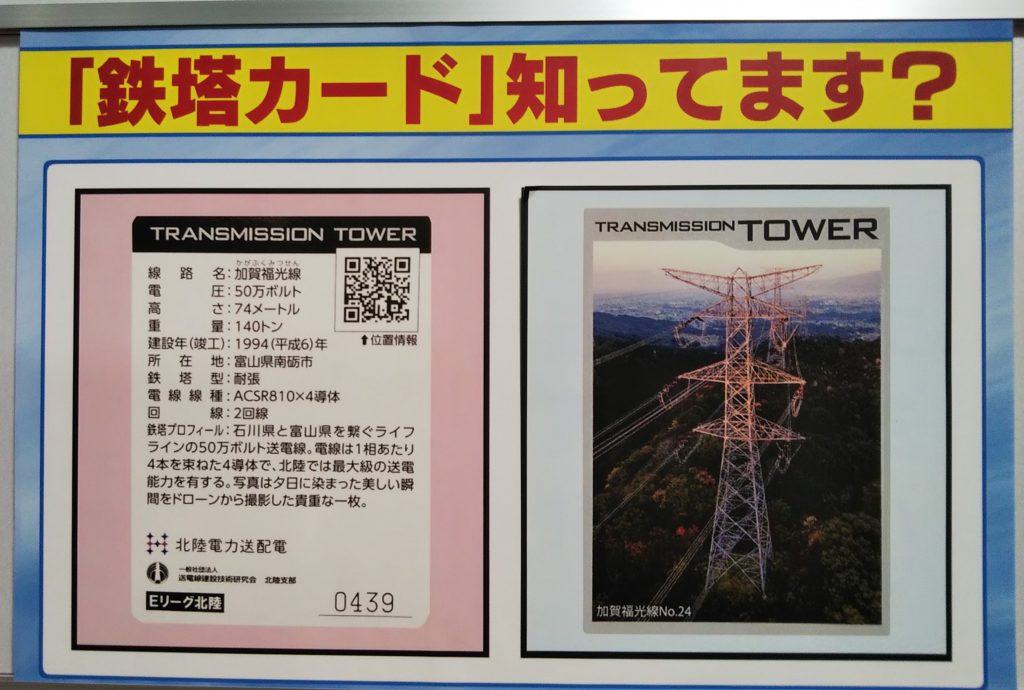 「鉄塔カード」知ってます?
TRANSMISSION TOWER
線路名:加賀福光線
かがふくみつせん
電圧:50万ボルト
高さ:74メートル
重量:140トン
建設年(竣工):1994(平成6)年
⬆位置情報
所在地:富山県南砺市
鉄塔型:耐張
電線線種:ACSR810×4導体
回線:2回線
鉄塔プロフィール:石川県と富山県を繋ぐライフ
ラインの50万ボルト送電線。電線は1相あたり
4本を束ねた4導体で、北陸では最大級の送電
能力を有する。写真は夕日に染まった美しい瞬
間をドローンから撮影した貴重な一枚。
北陸電力送配電
一般社団法人
送電線建設技術研究会 北陸支部
Eリーグ北陸
0439
TRANSMISSION TOWER
加賀福光線No.24